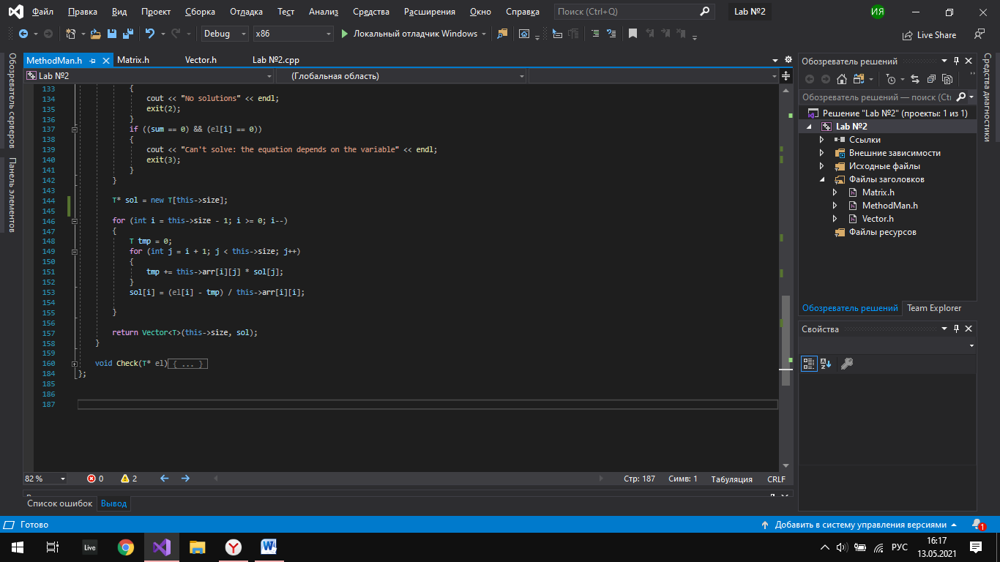 Файл Правка Вид Проект Сборка Отладка Тест Анализ Средства Расширения Окно Справка Поиск (Ctrl+Q) Lab №2 ИЯ
Debug x86 Локальный отладчик Windows Live Share
Обозреватель серверов
Панель элементов
MethodMan.h Matrix.h Vector.h Lab №2.cpp
Lab №2 (Глобальная область)
133 {
134 cout << "No solutions" << endl;
135 exit(2);
136 }
137 if ((sum == 0) && (el[i] == 0))
138 {
139 cout << "Can't solve: the equation depends on the variable" << endl;
140 exit(3);
141 }
142 }
143
144 T* sol = new T[this->size];
145
146 for (int i = this->size - 1; i >= 0; i--)
147 {
148 T tmp = 0;
149 for (int j = i + 1; j < this->size; j++)
150 {
151 tmp += this->arr[i][j] * sol[j];
152 }
153 sol[i] = (el[i] - tmp) / this->arr[i][i];
154
155 }
156
157 return Vector<T>(this->size, sol);
158 }
159
160 void Check(T* el){ ... }
184 };
185
186
187
82 % 0 2 Стр: 187 Симв: 1 Табуляция CRLF
Список ошибок Вывод
Обозреватель решений
Обозреватель решений — поиск (Ctr
Решение "Lab №2" (проекты: 1 из 1)
Lab №2
Ссылки
Внешние зависимости
Исходные файлы
Файлы заголовков
Matrix.h
MethodMan.h
Vector.h
Файлы ресурсов
Обозреватель решений Team Explorer
Свойства
Средства диагностики
Готово Добавить в систему управления версиями 1
Live РУС 16:17
13.05.2021